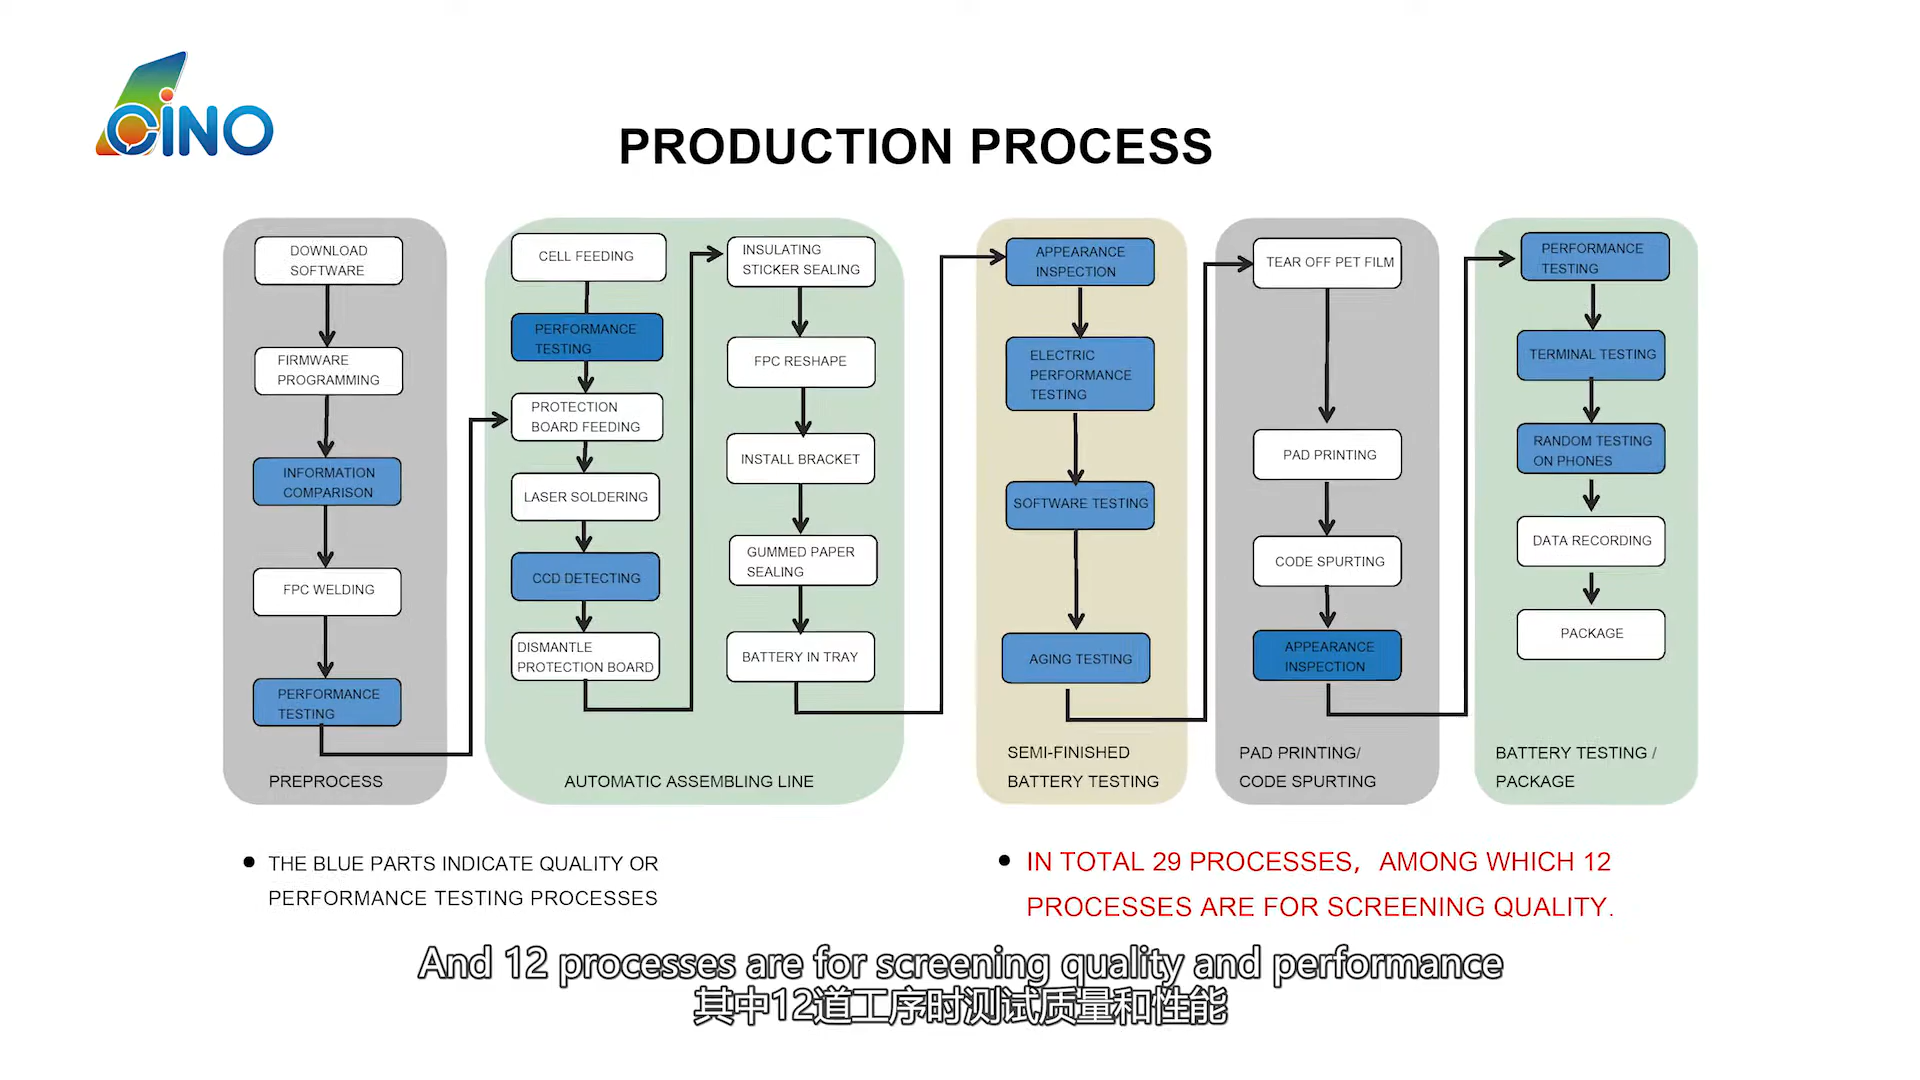 CINO
PRODUCTION PROCESS
DOWNLOAD
SOFTWARE
FIRMWARE
PROGRAMMING
INFORMATION
COMPARISON
FPC WELDING
PERFORMANCE
TESTING
PREPROCESS
CELL FEEDING
PERFORMANCE
TESTING
PROTECTION
BOARD FEEDING
LASER SOLDERING
CCD DETECTING
DISMANTLE
PROTECTION BOARD
INSULATING
STICKER SEALING
FPC RESHAPE
INSTALL BRACKET
GUMMED PAPER
SEALING
BATTERY IN TRAY
AUTOMATIC ASSEMBLING LINE
APPEARANCE
INSPECTION
ELECTRIC
PERFORMANCE
TESTING
SOFTWARE TESTING
AGING TESTING
SEMI-FINISHED
BATTERY TESTING
TEAR OFF PET FILM
PAD PRINTING
CODE SPURTING
APPEARANCE
INSPECTION
PAD PRINTING/
CODE SPURTING
PERFORMANCE
TESTING
TERMINAL TESTING
RANDOM TESTING
ON PHONES
DATA RECORDING
PACKAGE
BATTERY TESTING /
PACKAGE
• THE BLUE PARTS INDICATE QUALITY OR
PERFORMANCE TESTING PROCESSES
• IN TOTAL 29 PROCESSES, AMONG WHICH 12
PROCESSES ARE FOR SCREENING QUALITY.
And 12 processes are for screening quality and performance
其中12道工序时测试质量和性能